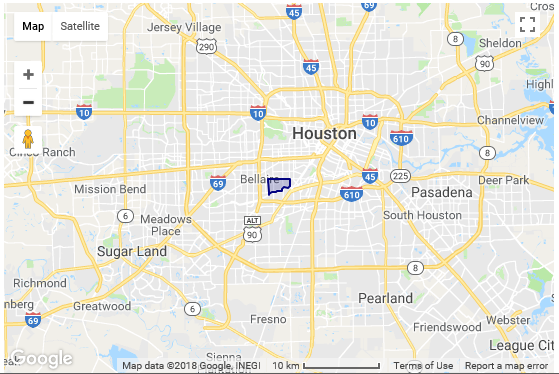 Map Satellite
Jersey Village
45
290
8
Sheldon
90
45
10
10
Houston
10
610
Channelview
Cinco Ranch
8
69
Bellaire
45
225
Deer Park
Mission Bend
610
Pasadena
6
Meadows
Place
ALT
90
South Houston
Sugar Land
8
Richmond
Pearland
Greatwood
6
69
Fresno
Friendswood
Webster
League Cit
Sienna
Google
Map data ©2018 Google, INEGI 10 km Terms of Use Report a map error